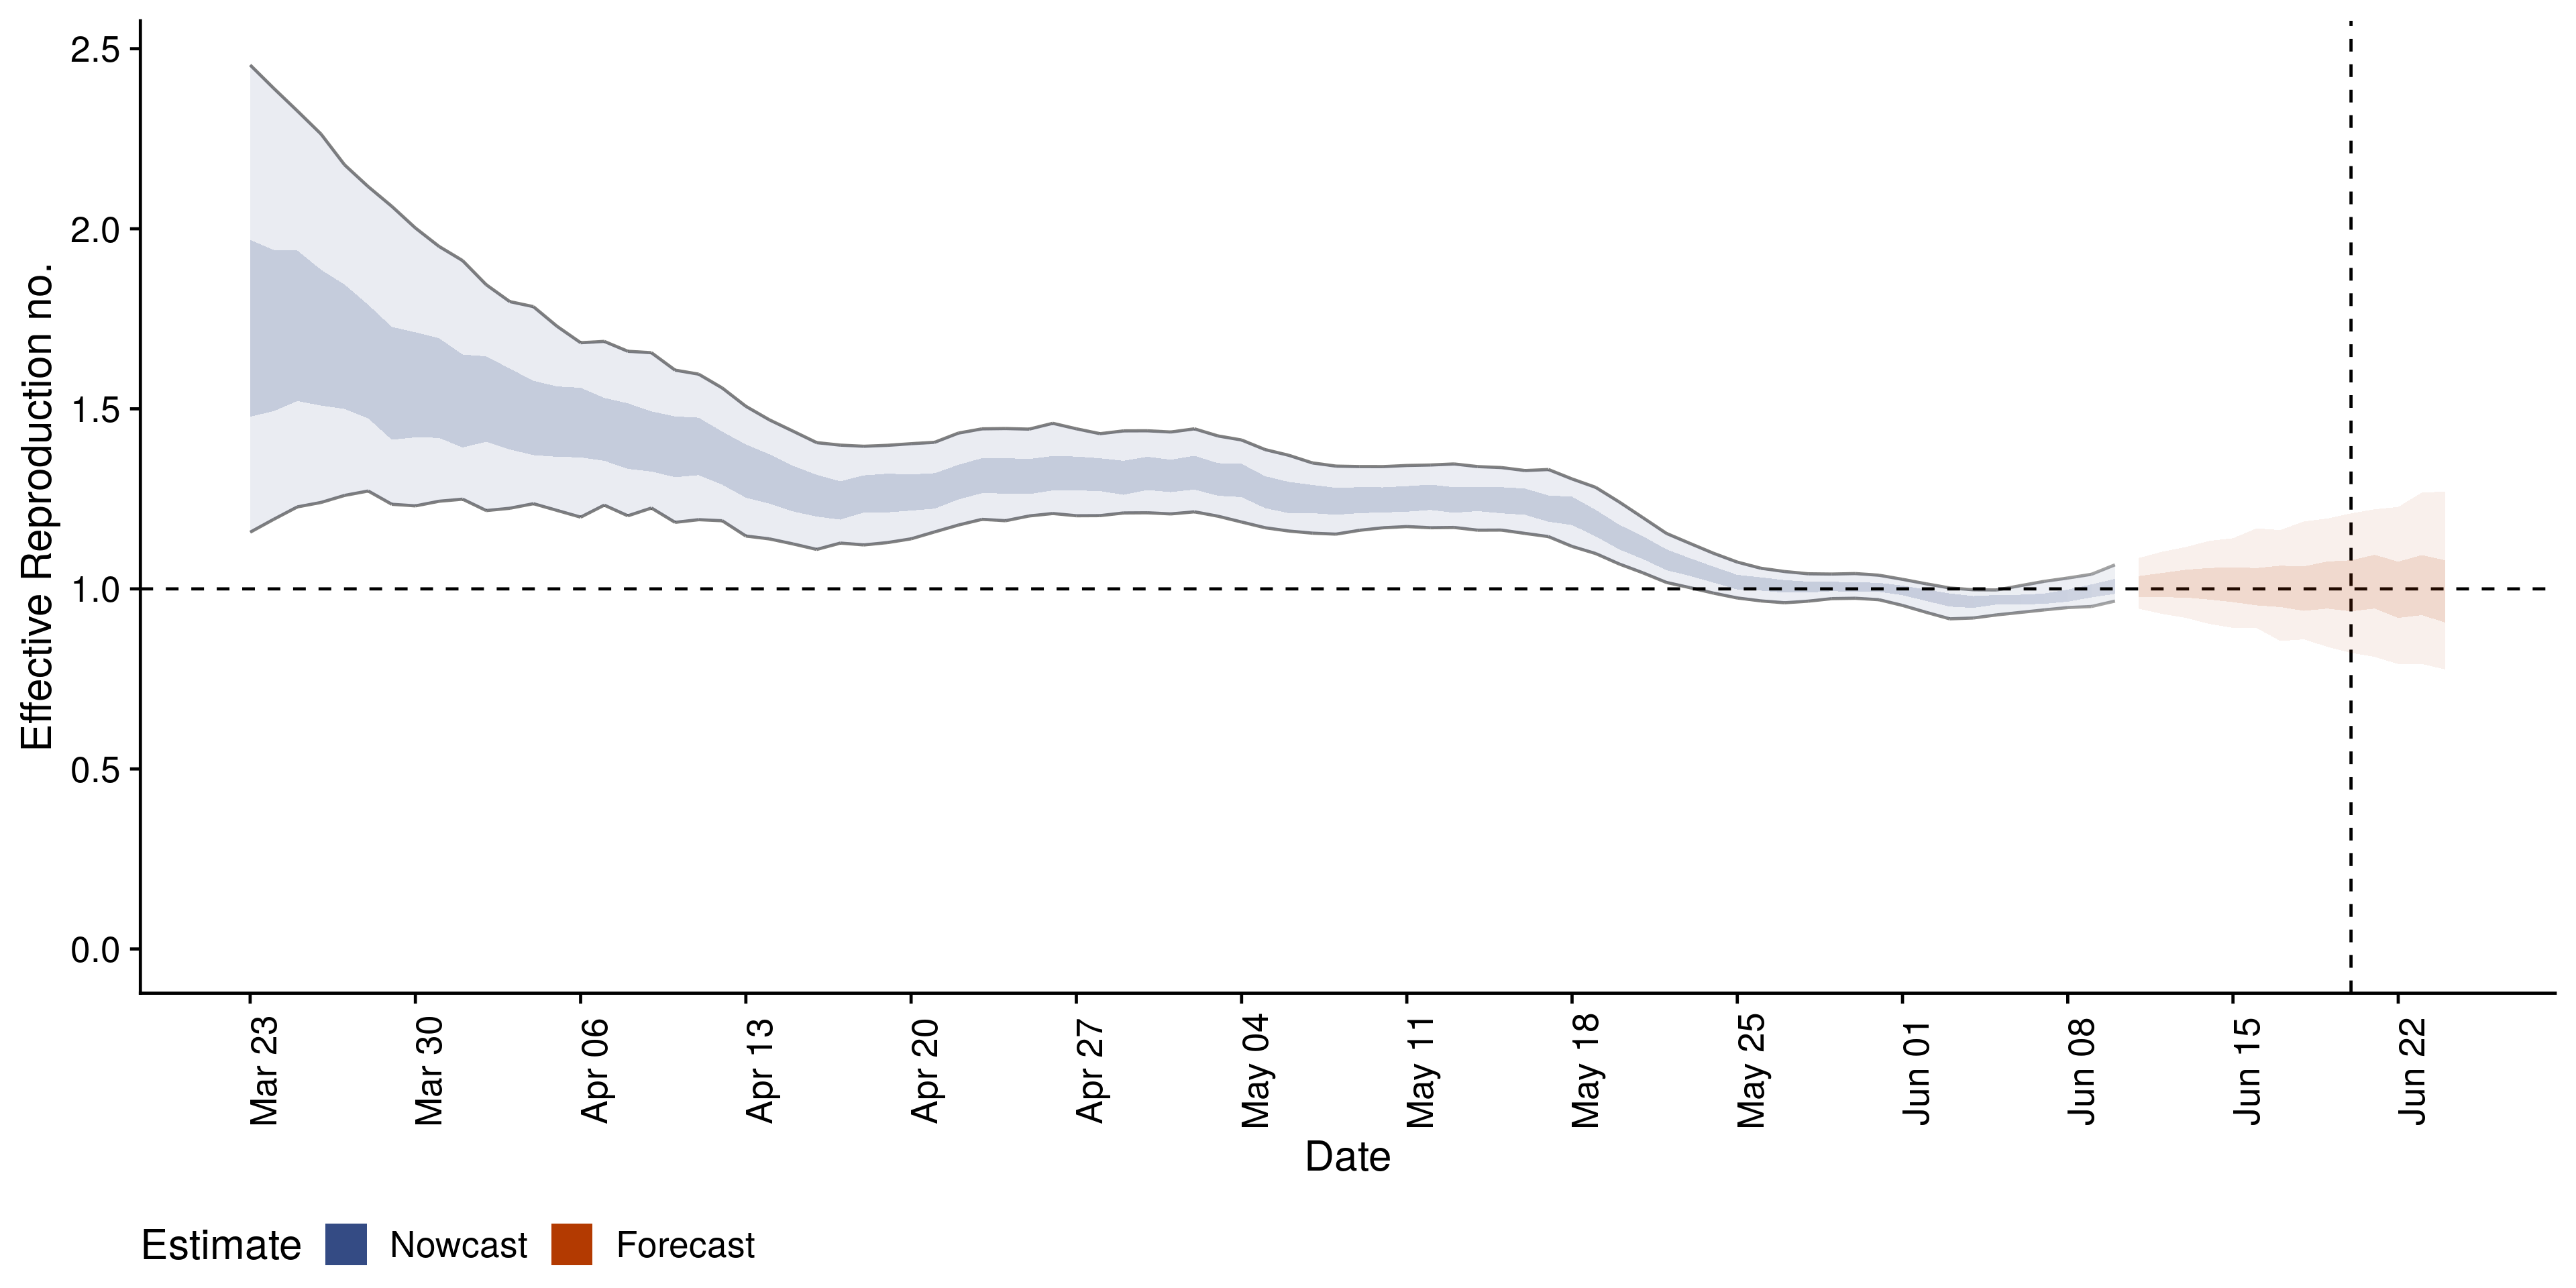 Effective Reproduction no.
2.5
2.0
1.5
1.0
0.5
0.0
Mar 23
Mar 30
Apr 06
Apr 13
Apr 20
Apr 27
May 04
May 11
May 18
May 25
Jun 01
Jun 08
Jun 15
Jun 22
Date
Estimate Nowcast Forecast